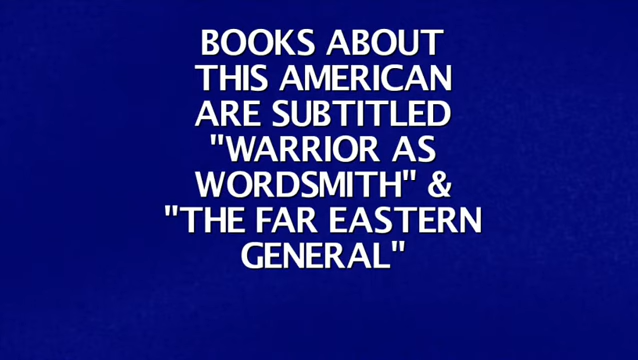 BOOKS ABOUT
THIS AMERICAN
ARE SUBTITLED
"WARRIOR AS
WORDSMITH" &
"THE FAR EASTERN
GENERAL"